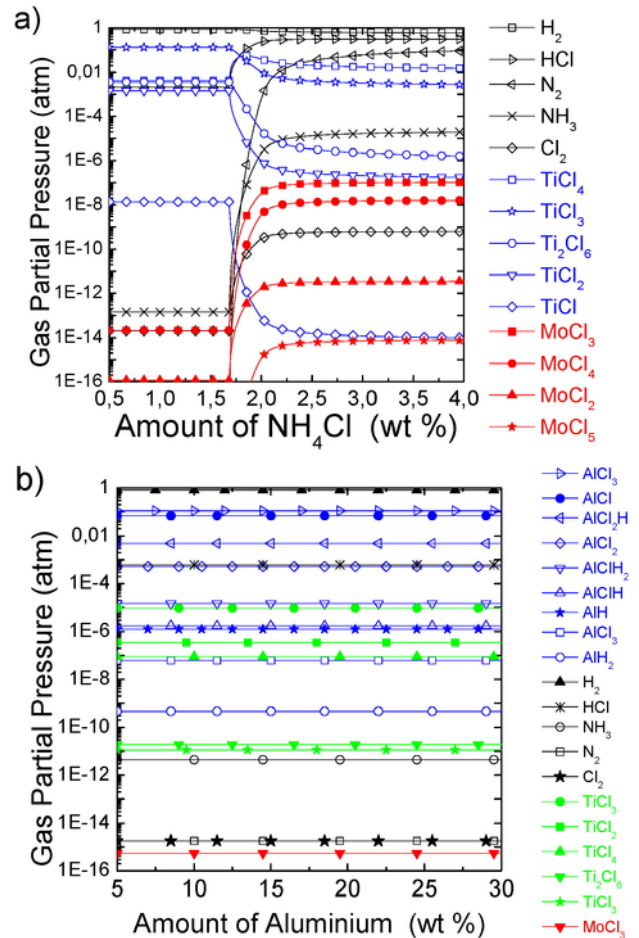 a)
Gas Partial Pressure (atm)
1
0,01
1E-4
1E-6
1E-8
1E-10
1E-12
1E-14
1E-16
0,5 1,0 1,5 2,0 2,5 3,0 3,5 4,0
Amount of NH₄Cl (wt %)
H₂
HCl
N₂
NH₃
Cl₂
TiCl₄
TiCl₃
Ti₂Cl₆
TiCl₂
TiCl
MoCl₃
MoCl₄
MoCl₂
MoCl₅
b)
Gas Partial Pressure (atm)
1
0,01
1E-4
1E-6
1E-8
1E-10
1E-12
1E-14
1E-16
5 10 15 20 25 30
Amount of Aluminium (wt %)
AlCl₃
AlCl
AlCl₂H
AlCl₂
AlClH₂
AlClH
AlH
AlCl₃
AlH₂
H₂
HCl
NH₃
N₂
Cl₂
TiCl₃
TiCl₂
TiCl₄
Ti₂Cl₆
TiCl₃
MoCl₃